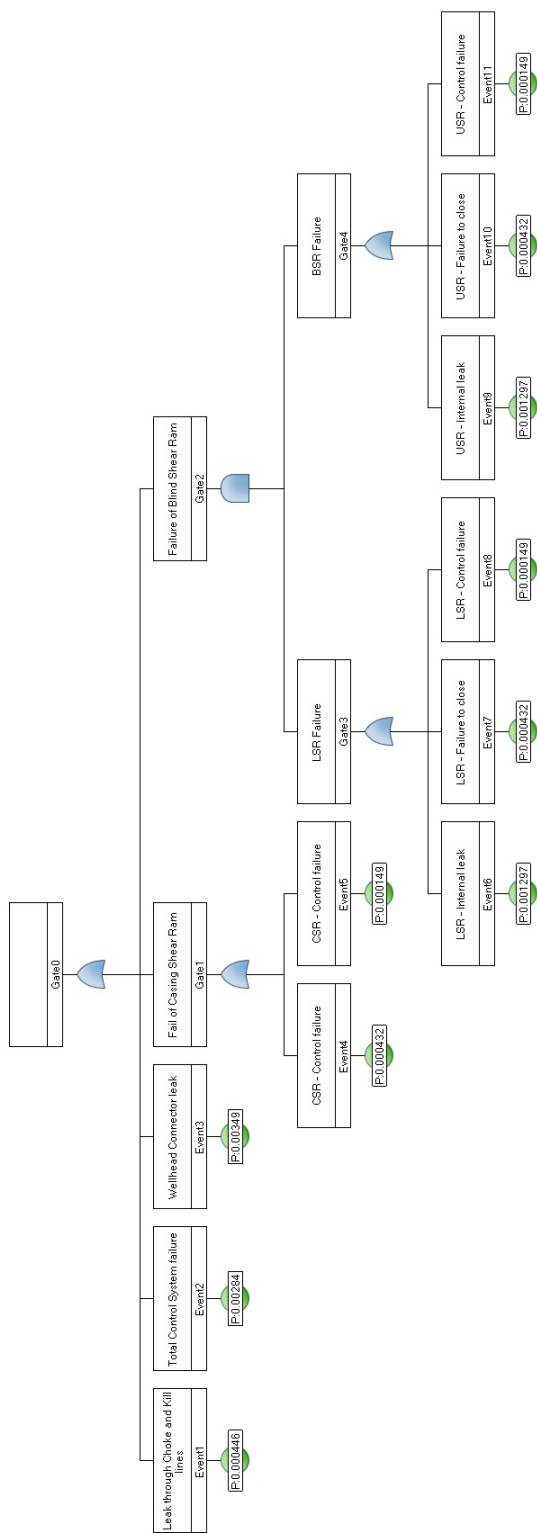 Gate0
Leak through Choke and Kill
lines
Event1
P:0.000446
Total Control System failure
Event2
P:0.00284
Wellhead Connector leak
Event3
P:0.00349
Fail of Casing Shear Ram
Gate1
Failure of Blind Shear Ram
Gate2
CSR - Control failure
Event4
P:0.000432
CSR - Control failure
Event5
P:0.000149
LSR Failure
Gate3
BSR Failure
Gate4
LSR - Internal leak
Event6
P:0.001297
LSR - Failure to close
Event7
P:0.000432
LSR - Control failure
Event8
P:0.000149
USR - Internal leak
Event9
P:0.001297
USR - Failure to close
Event10
P:0.000432
USR - Control failure
Event11
P:0.000149